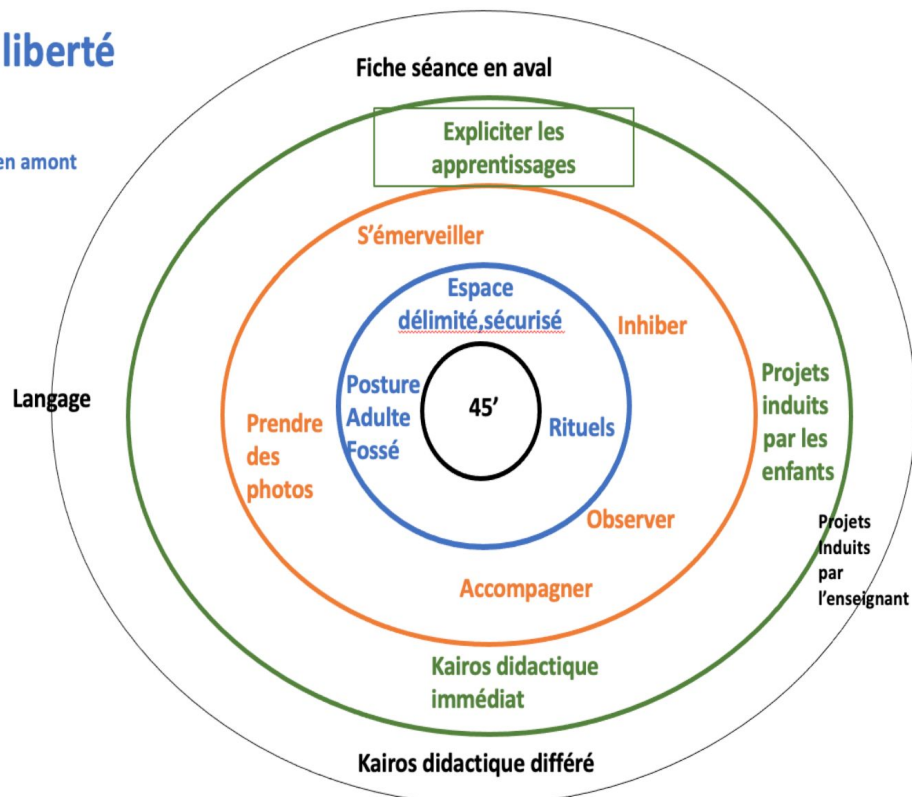 liberté
en amont
Fiche séance en aval
Expliciter les
apprentissages
S'émerveiller
Espace
délimité,sécurisé
Inhiber
Langage
Posture
Adulte
Fossé
45'
Rituels
Prendre
des
photos
Projets
induits
par les
enfants
Observer
Projets
Induits
par
l'enseignant
Accompagner
Kairos didactique
immédiat
Kairos didactique différé